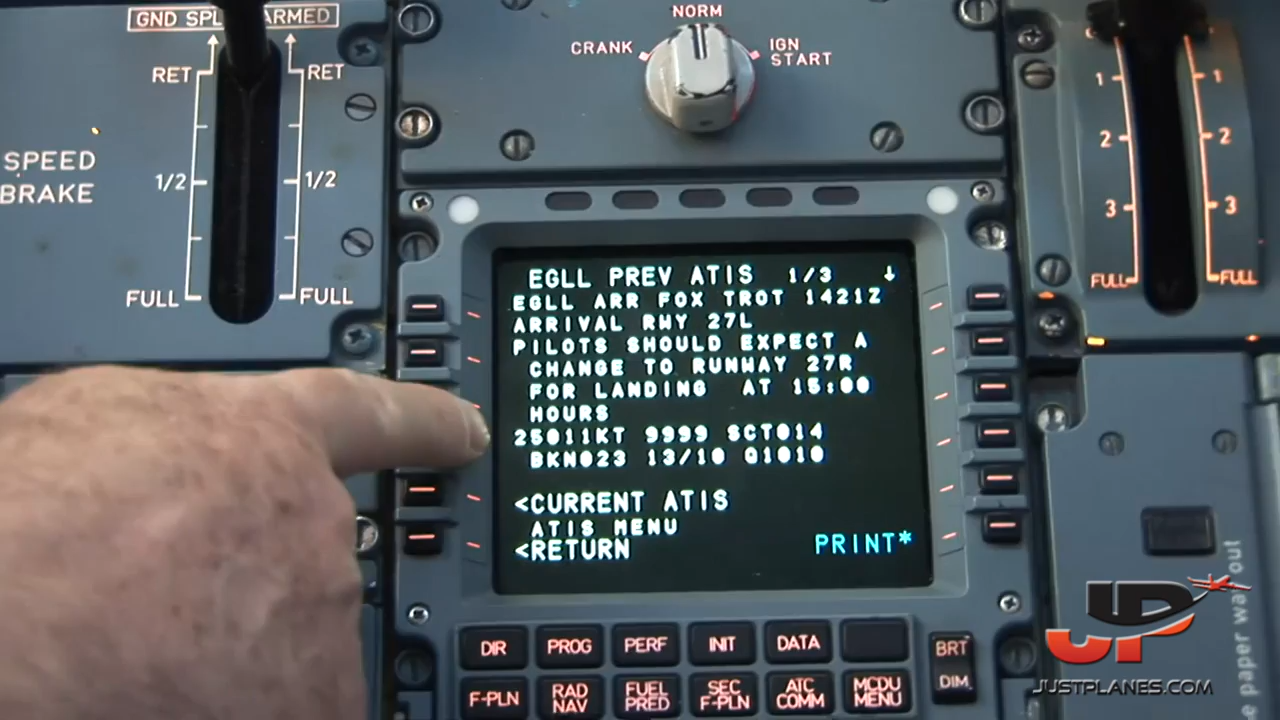 GND SPL ARMED
RET
RET
SPEED
BRAKE
1/2
1/2
FULL
FULL
NORM
CRANK
IGN
START
1
1
2
2
3
3
FULL
FULL
EGLL PREV ATIS 1/3 ↓
EGLL ARR FOX TROT 1421Z
ARRIVAL RWY 27L
PILOTS SHOULD EXPECT A
CHANGE TO RUNWAY 27R
FOR LANDING AT 15:00
HOURS
25011KT 9999 SCT014
BKN023 13/10 Q1010
<CURRENT ATIS
ATIS MENU
<RETURN
PRINT*
DIR
PROG
PERF
INIT
DATA
BRT
DIM
F-PLN
RAD
NAV
FUEL
PRED
SEC
F-PLN
ATC
COMM
MCDU
MENU
paper
out
JP
JUSTPLANES.COM